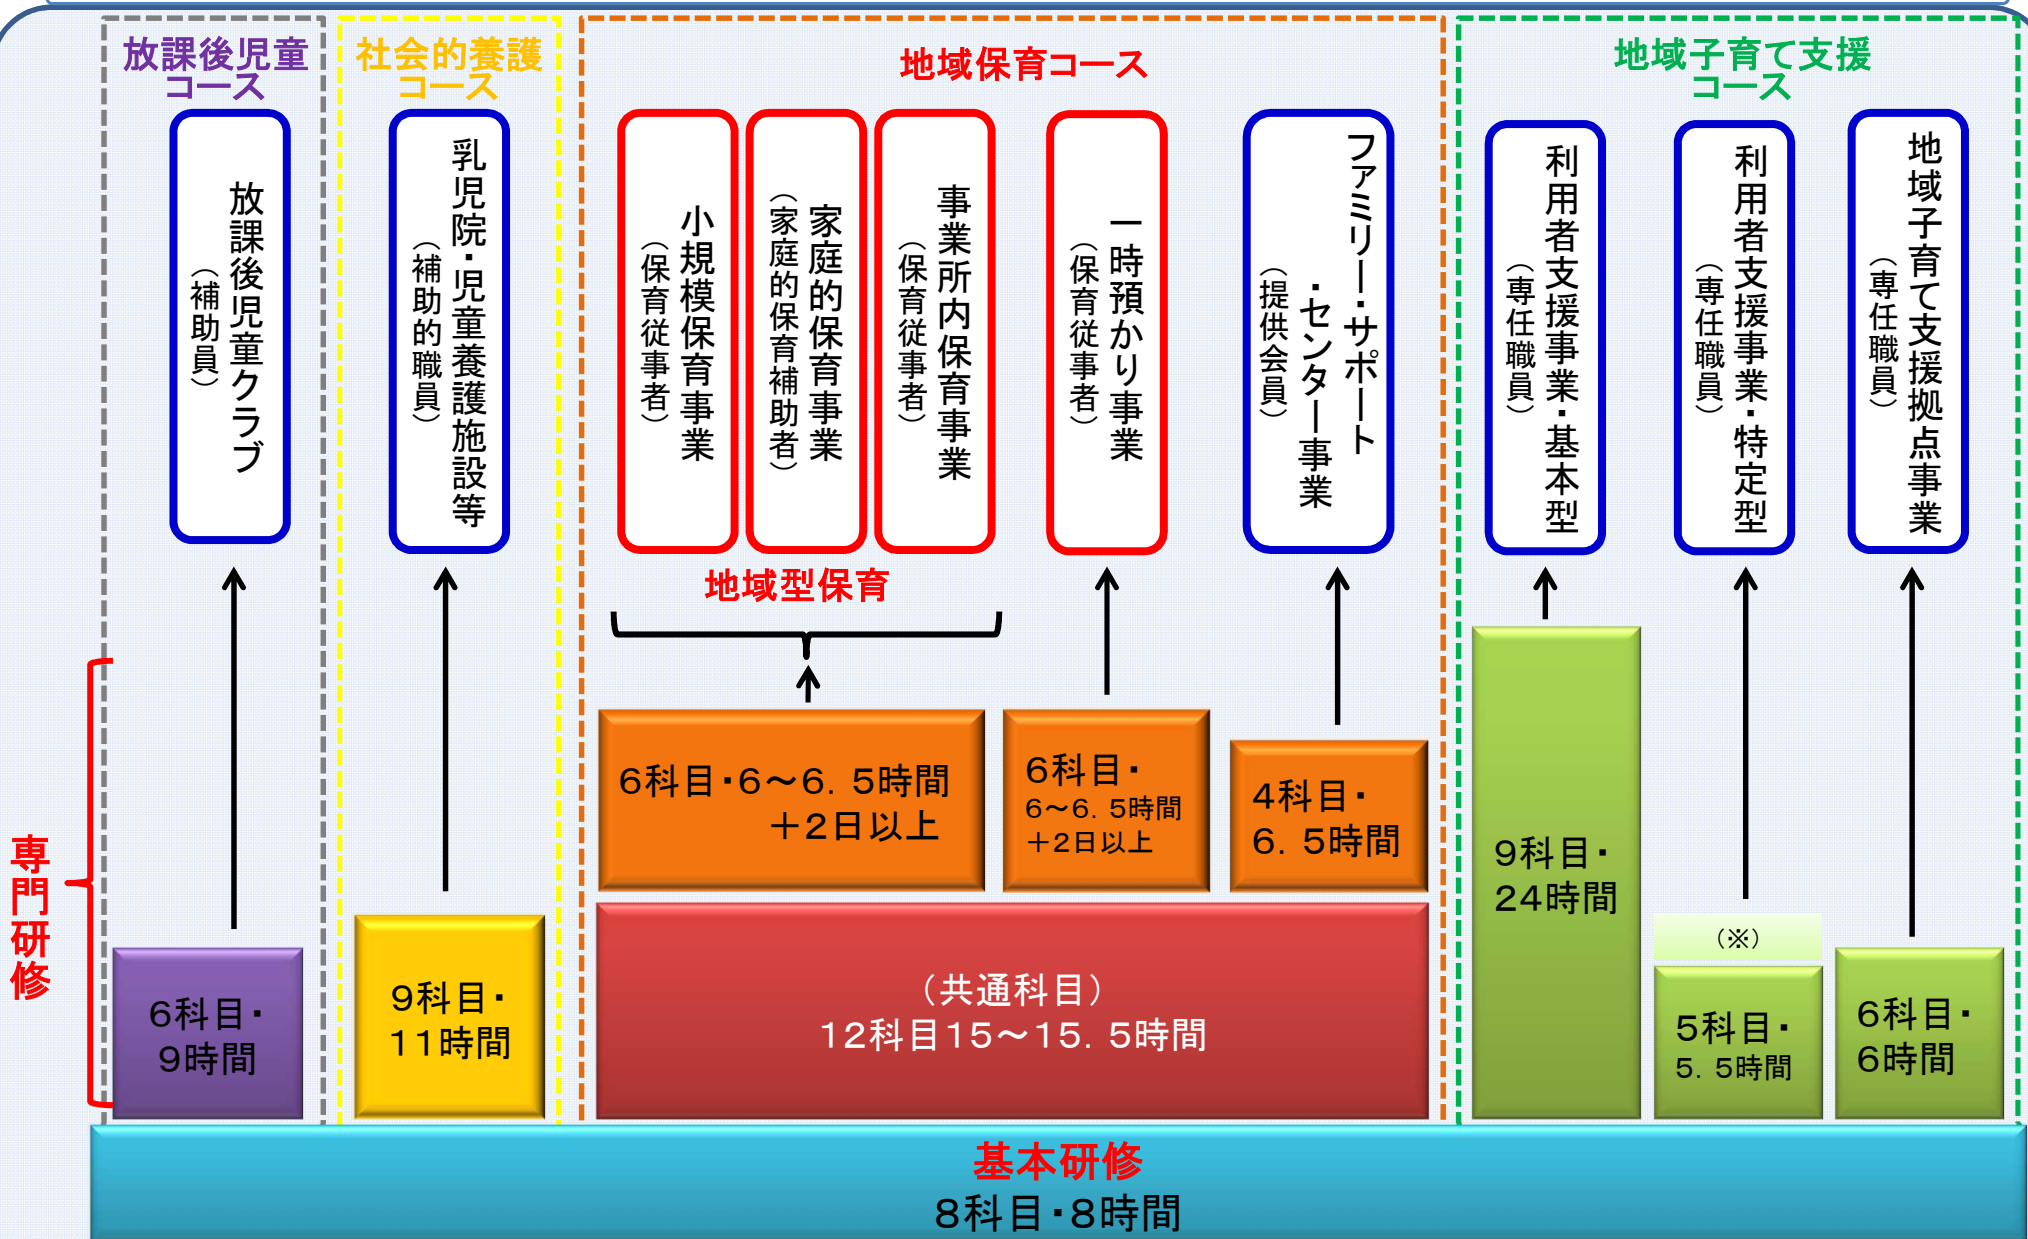 放課後児童
コース
社会的養護
コース
地域保育コース
地域子育て支援
コース
放課後児童クラブ
（補助員）
乳児院・児童養護施設等
（補助的職員）
小規模保育事業
（保育従事者）
家庭的保育事業
（家庭的保育補助者）
事業所内保育事業
（保育従事者）
一時預かり事業
（保育従事者）
ファミリー・サポート
・センター事業
（提供会員）
利用者支援事業・基本型
（専任職員）
利用者支援事業・特定型
（専任職員）
地域子育て支援拠点事業
（専任職員）
地域型保育
専門研修
6科目・
9時間
9科目・
11時間
6科目・6～6．5時間
＋2日以上
6科目・
6～6．5時間
＋2日以上
4科目・
6．5時間
（共通科目）
12科目15～15．5時間
9科目・
24時間
（※）
5科目・
5．5時間
6科目・
6時間
基本研修
8科目・8時間